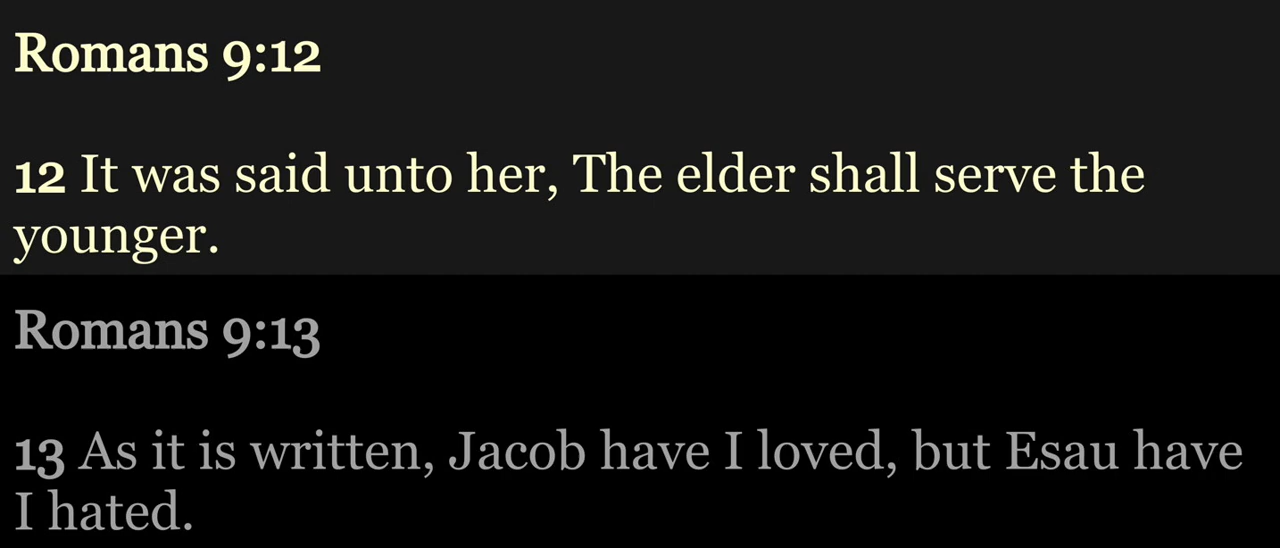 Romans 9:12
12 It was said unto her, The elder shall serve the
younger.
Romans 9:13
13 As it is written, Jacob have I loved, but Esau have
I hated.